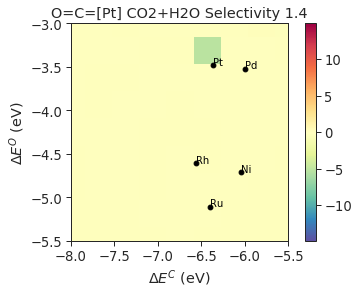 O=C=[Pt] CO2+H2O Selectivity 1.4
−3.0
−3.5
−4.0
−4.5
−5.0
−5.5
ΔE^O (eV)
Pt
Pd
Rh
Ni
Ru
−8.0 −7.5 −7.0 −6.5 −6.0 −5.5
ΔE^C (eV)
10
5
0
−5
−10